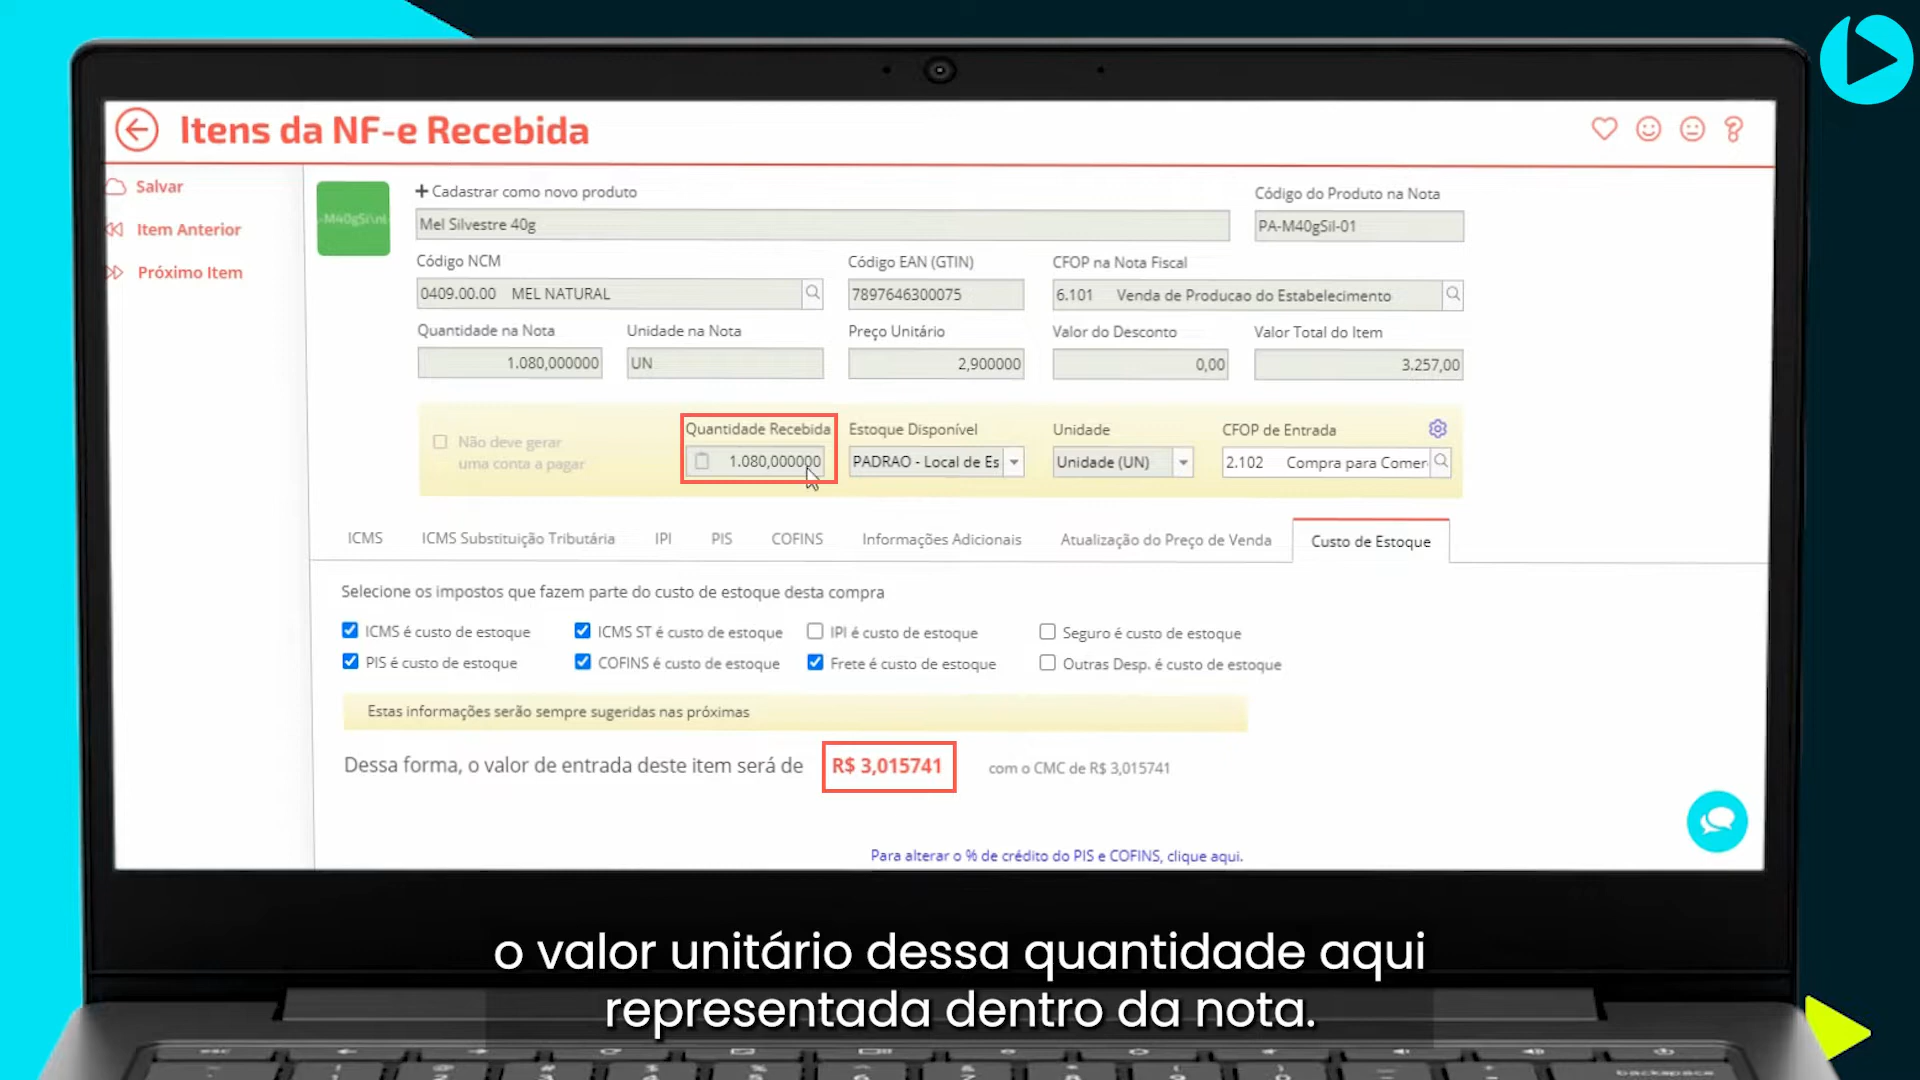 Itens da NF-e Recebida
Salvar
Item Anterior
Próximo Item
Cadastrar como novo produto
Mel Silvestre 40g
Código do Produto na Nota
PA-M40gSil-01
Código NCM
0409.00.00 MEL NATURAL
Código EAN (GTIN)
7897646300075
CFOP na Nota Fiscal
6.101 Venda de Producao do Estabelecimento
Quantidade na Nota
1.080,000000
Unidade na Nota
UN
Preço Unitário
2,900000
Valor do Desconto
0,00
Valor Total do Item
3.257,00
Não deve gerar
uma conta a pagar
Quantidade Recebida
1.080,000000
Estoque Disponível
PADRAO - Local de Es
Unidade
Unidade (UN)
CFOP de Entrada
2.102 Compra para Comer
ICMS ICMS Substituição Tributária IPI PIS COFINS Informações Adicionais Atualização do Preço de Venda Custo de Estoque
Selecione os impostos que fazem parte do custo de estoque desta compra
ICMS é custo de estoque ICMS ST é custo de estoque IPI é custo de estoque Seguro é custo de estoque
PIS é custo de estoque COFINS é custo de estoque Frete é custo de estoque Outras Desp. é custo de estoque
Estas informações serão sempre sugeridas nas próximas
Dessa forma, o valor de entrada deste item será de R$ 3,015741 com o CMC de R$ 3,015741
Para alterar o % de crédito do PIS e COFINS, clique aqui.
o valor unitário dessa quantidade aqui
representada dentro da nota.